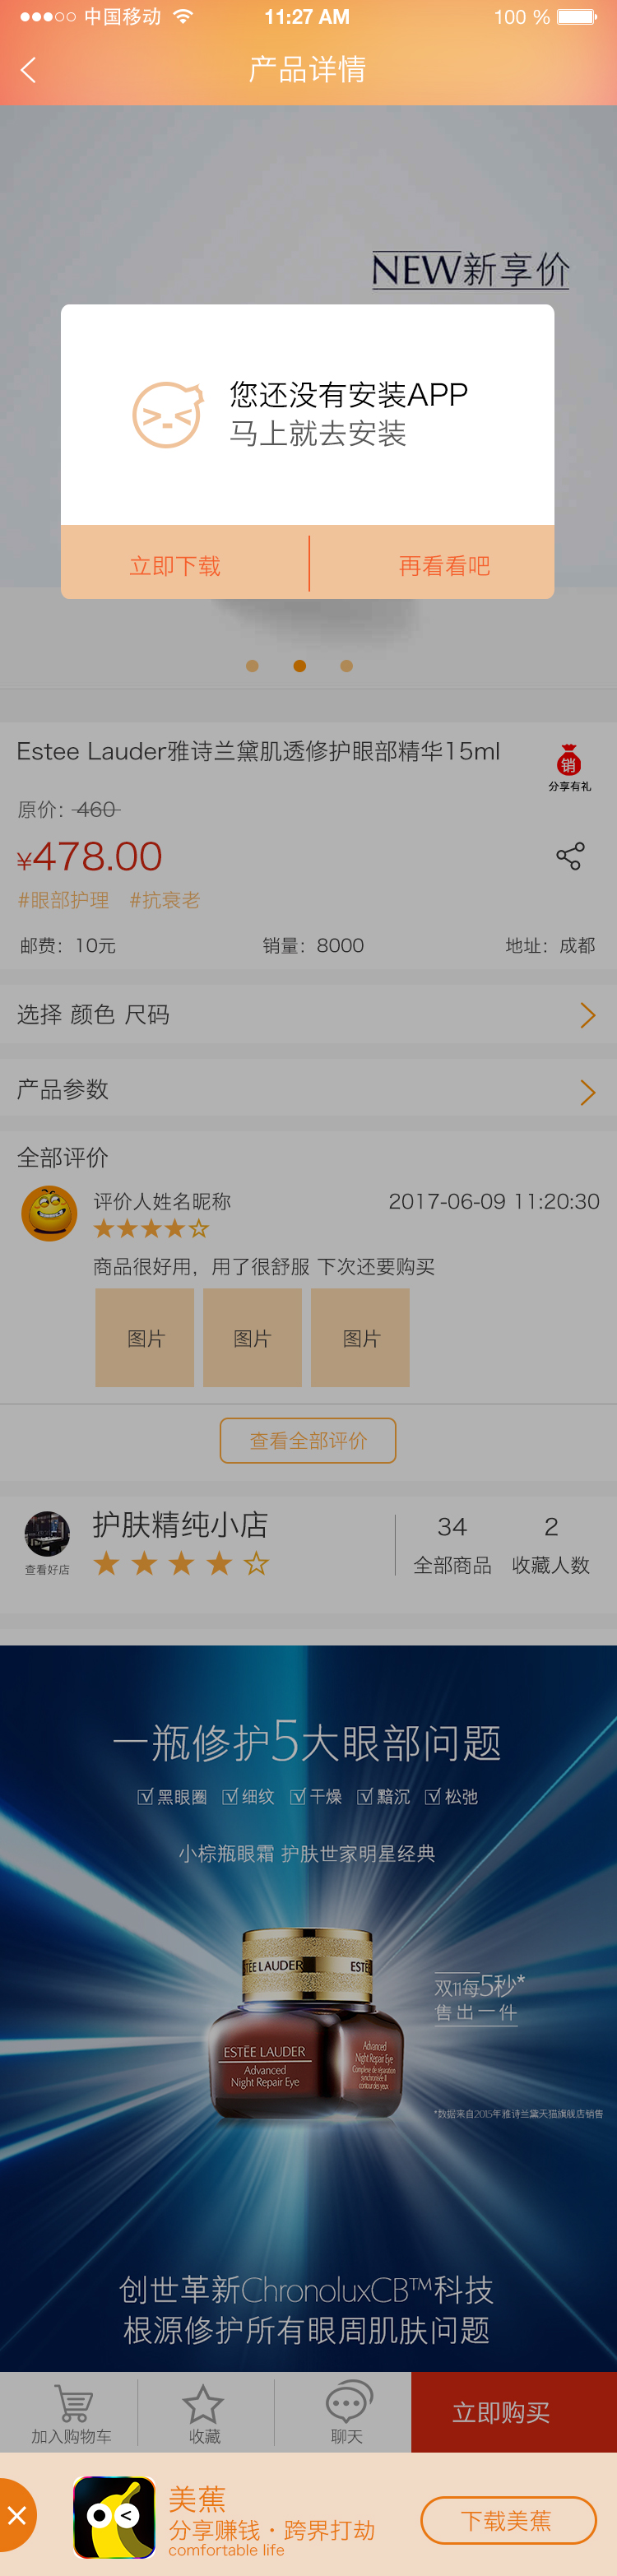 中国移动 11:27 AM 100 %
产品详情
NEW新享价
您还没有安装APP
马上就去安装
立即下载 再看看吧
Estee Lauder雅诗兰黛肌透修护眼部精华15ml
销
分享有礼
原价：460
¥478.00
#眼部护理 #抗衰老
邮费：10元 销量：8000 地址：成都
选择 颜色 尺码
产品参数
全部评价
评价人姓名昵称 2017-06-09 11:20:30
商品很好用，用了很舒服 下次还要购买
图片 图片 图片
查看全部评价
护肤精纯小店 34 2
查看好店 全部商品 收藏人数
一瓶修护5大眼部问题
黑眼圈 细纹 干燥 黯沉 松弛
小棕瓶眼霜 护肤世家明星经典
TEE LAUDER ESTE
双11每5秒*
售出一件
ESTĒE LAUDER
Advanced
Night Repair Eye
Advanced
Night Repair Eye
Complexe de réparation
synchronisée II
contour des yeux
*数据来自2015年雅诗兰黛天猫旗舰店销售
创世革新ChronoluxCB™科技
根源修护所有眼周肌肤问题
加入购物车 收藏 聊天 立即购买
美蕉
分享赚钱·跨界打劫
comfortable life
下载美蕉